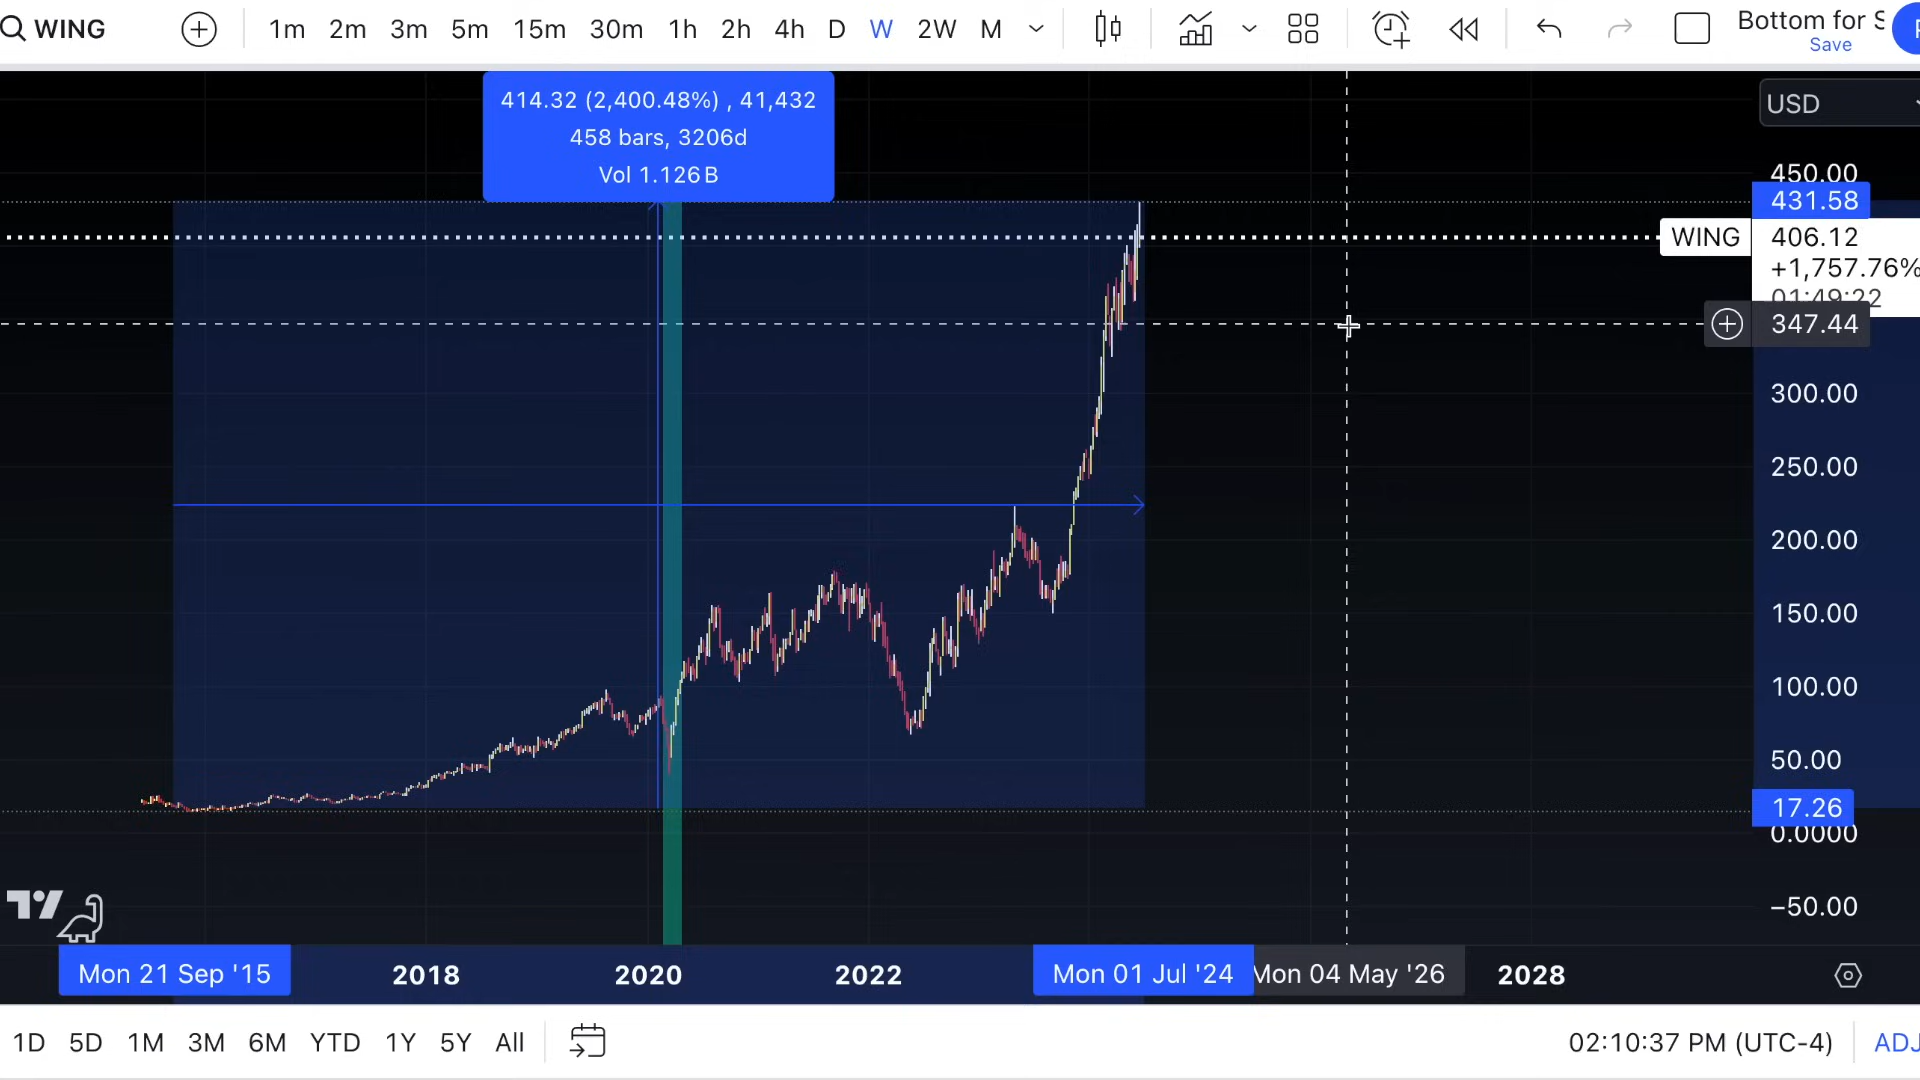 WING
1m 2m 3m 5m 15m 30m 1h 2h 4h D W 2W M
Bottom for S
Save
414.32 (2,400.48%) , 41,432
458 bars, 3206d
Vol 1.126 B
USD
450.00
431.58
WING 406.12
+1,757.76%
01:49:22
347.44
300.00
250.00
200.00
150.00
100.00
50.00
17.26
0.0000
−50.00
Mon 21 Sep '15 2018 2020 2022 Mon 01 Jul '24 Mon 04 May '26 2028
1D 5D 1M 3M 6M YTD 1Y 5Y All
02:10:37 PM (UTC-4) ADJ